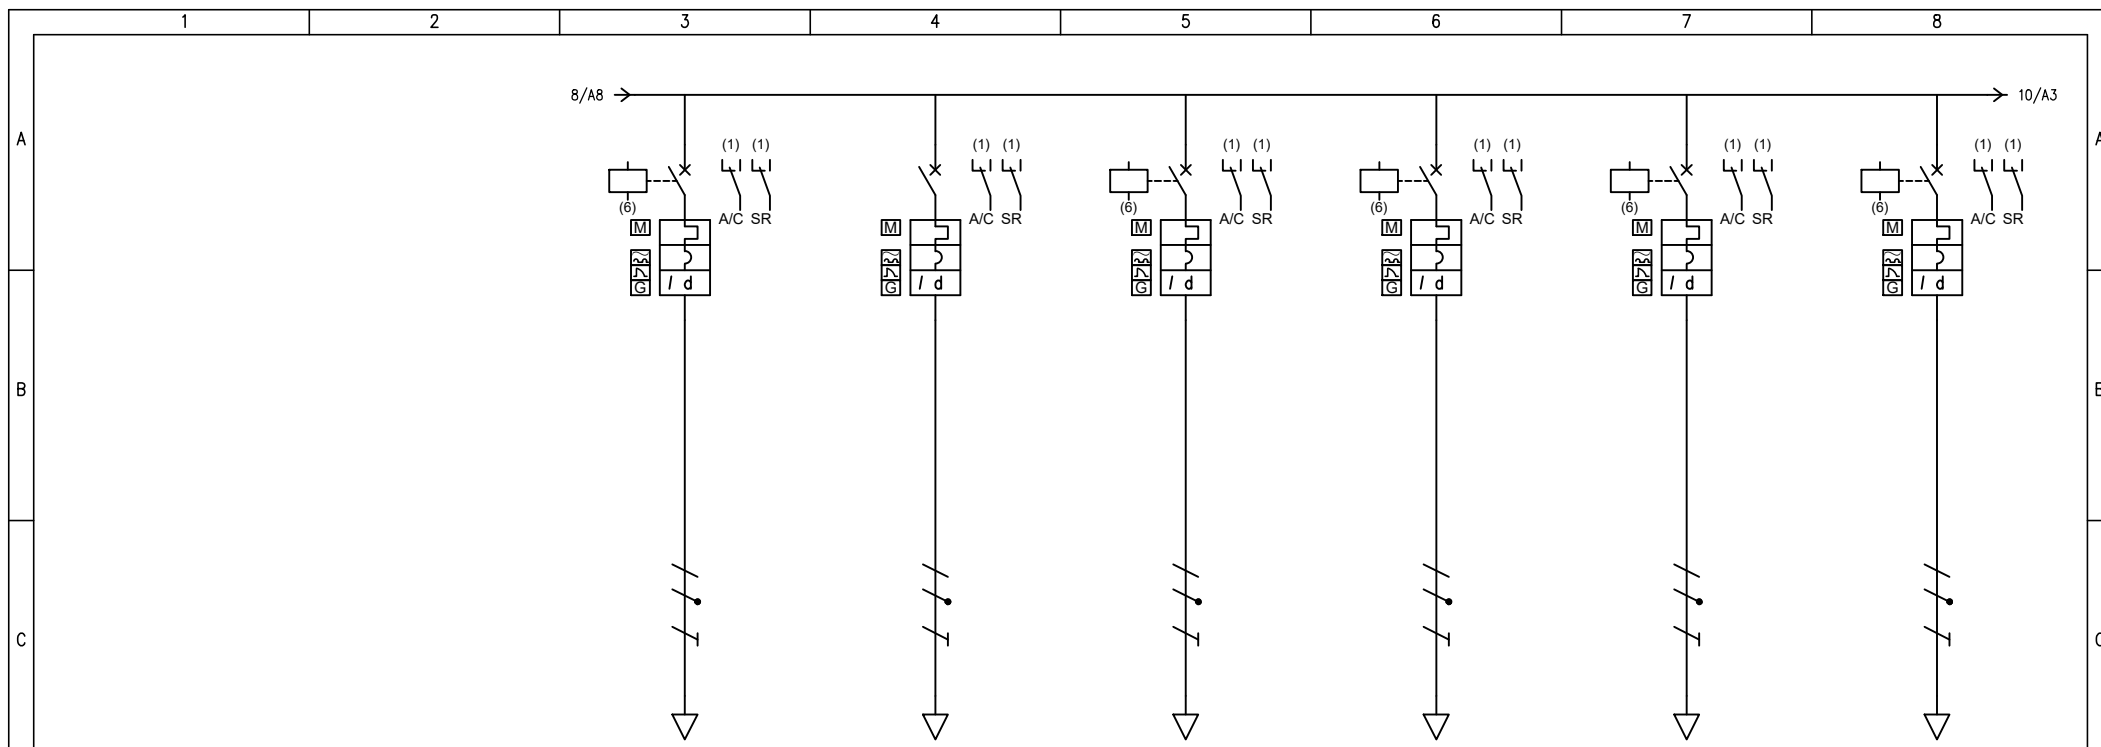 1 2 3 4 5 6 7 8
8/A8 10/A3
A A
(1) (1) (1) (1) (1) (1) (1) (1) (1) (1) (1) (1)
(6) (6) (6) (6) (6)
A/C SR A/C SR A/C SR A/C SR A/C SR A/C SR
M M M M M M
I d I d I d I d I d I d
G G G G G G
B B
C C